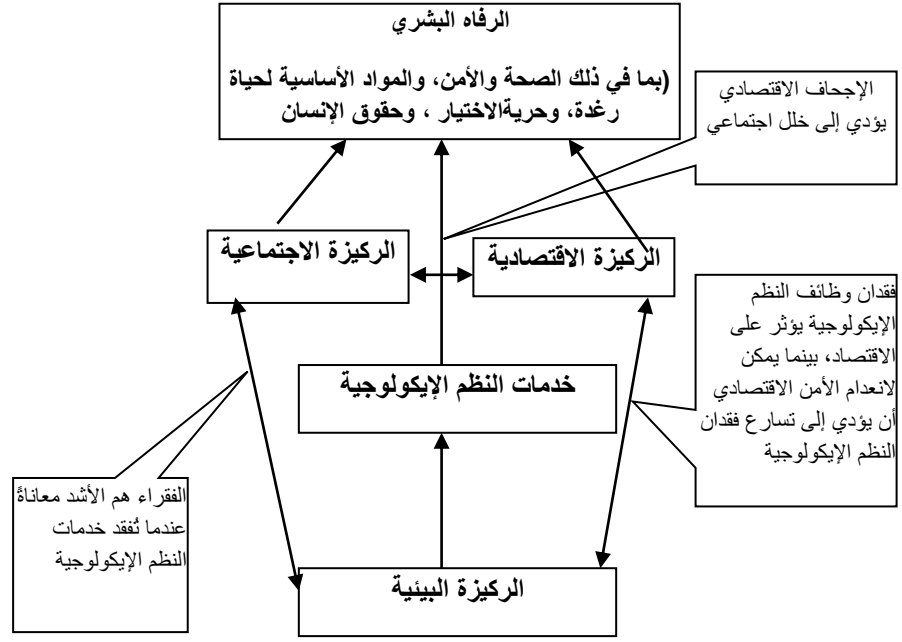 الرفاه البشري
(بما في ذلك الصحة والأمن، والمواد الأساسية لحياة
رغدة، وحريةالاختيار ، وحقوق الإنسان
الإجحاف الاقتصادي
يؤدي إلى خلل اجتماعي
الركيزة الاقتصادية
الركيزة الاجتماعية
فقدان وظائف النظم
الإيكولوجية يؤثر على
الاقتصاد، بينما يمكن
لانعدام الأمن الاقتصادي
أن يؤدي إلى تسارع فقدان
النظم الإيكولوجية
خدمات النظم الإيكولوجية
الفقراء هم الأشد معاناةً
عندما تُفقد خدمات
النظم الإيكولوجية
الركيزة البيئية